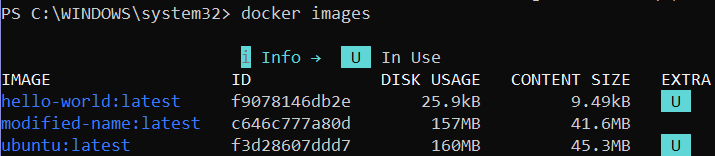 PS C:\WINDOWS\system32> docker images
i Info → U In Use
IMAGE ID DISK USAGE CONTENT SIZE EXTRA
hello-world:latest f9078146db2e 25.9kB 9.49kB U
modified-name:latest c646c777a80d 157MB 41.6MB
ubuntu:latest f3d28607ddd7 160MB 45.3MB U